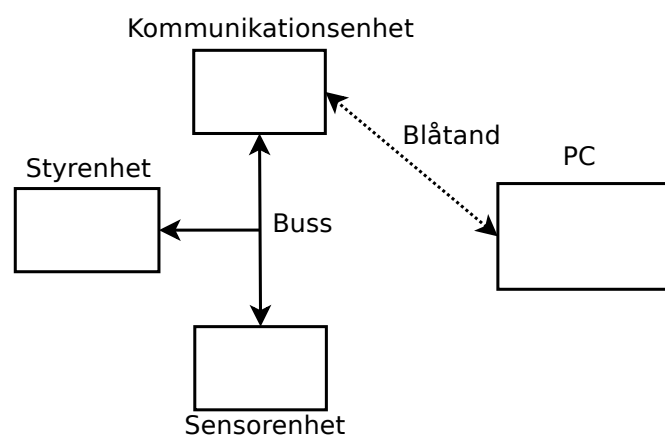 Kommunikationsenhet
Blåtand
PC
Styrenhet
Buss
Sensorenhet